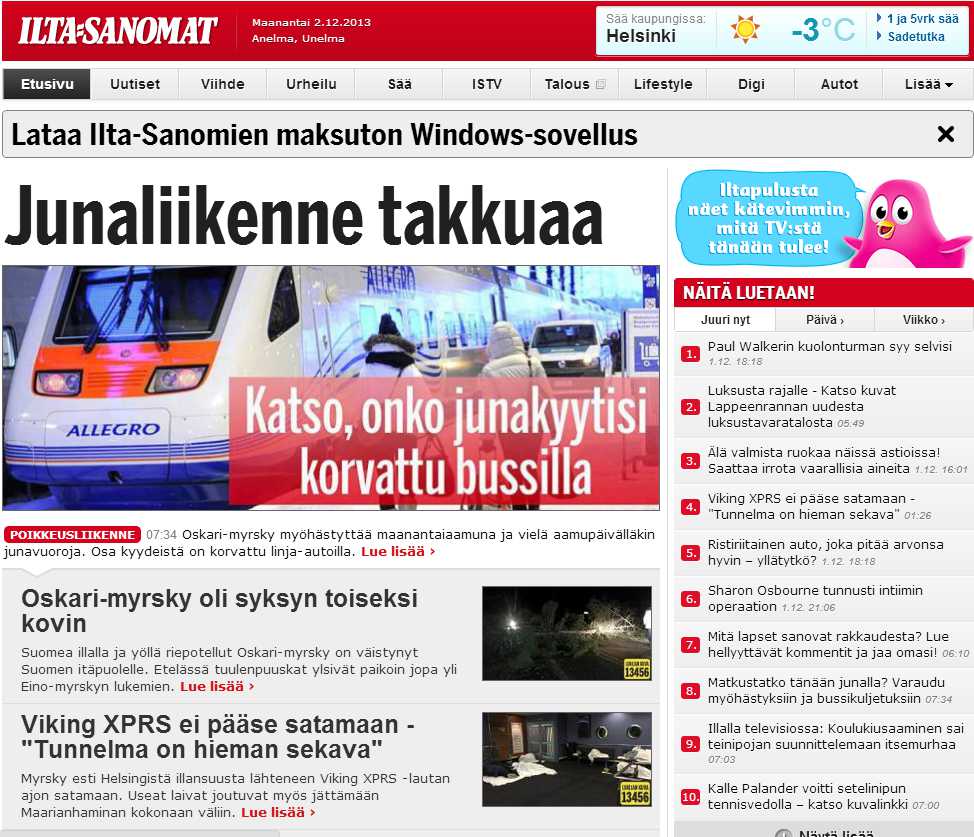 ILTA-SANOMAT
Maanantai 2.12.2013
Anelma, Unelma
Sää kaupungissa:
Helsinki
-3°C
1 ja 5vrk sää
Sadetutka
Etusivu Uutiset Viihde Urheilu Sää ISTV Talous Lifestyle Digi Autot Lisää
Lataa Ilta-Sanomien maksuton Windows-sovellus
Junaliikenne takkuaa
ALLEGRO
ALLEGRO
Katso, onko junakyytisi
korvattu bussilla
POIKKEUSLIIKENNE 07:34 Oskari-myrsky myöhästyttää maanantaiaamuna ja vielä aamupäivälläkin
junavuoroja. Osa kyydeistä on korvattu linja-autoilla. Lue lisää ›
Oskari-myrsky oli syksyn toiseksi
kovin
Suomea illalla ja yöllä riepotellut Oskari-myrsky on väistynyt
Suomen itäpuolelle. Etelässä tuulenpuuskat ylsivät paikoin jopa yli
Eino-myrskyn lukemien. Lue lisää ›
LUKIJAN KUVA
13456
Viking XPRS ei pääse satamaan -
"Tunnelma on hieman sekava"
Myrsky esti Helsingistä illansuusta lähteneen Viking XPRS -lautan
ajon satamaan. Useat laivat joutuvat myös jättämään
Maarianhaminan kokonaan väliin. Lue lisää ›
LUKIJAN KUVA
13456
Iltapulusta
näet kätevimmin,
mitä TV:stä
tänään tulee!
NÄITÄ LUETAAN!
Juuri nyt Päivä › Viikko ›
1. Paul Walkerin kuolonturman syy selvisi
1.12. 18:18
2. Luksusta rajalle - Katso kuvat
Lappeenrannan uudesta
luksustavaratalosta 05:49
3. Älä valmista ruokaa näissä astioissa!
Saattaa irrota vaarallisia aineita 1.12. 16:01
4. Viking XPRS ei pääse satamaan -
"Tunnelma on hieman sekava" 01:26
5. Ristiriitainen auto, joka pitää arvonsa
hyvin – yllätytkö? 1.12. 18:18
6. Sharon Osbourne tunnusti intiimin
operaation 1.12. 21:06
7. Mitä lapset sanovat rakkaudesta? Lue
hellyyttävät kommentit ja jaa omasi! 06:10
8. Matkustatko tänään junalla? Varaudu
myöhästyksiin ja bussikuljetuksiin 07:34
9. Illalla televisiossa: Koulukiusaaminen sai
teinipojan suunnittelemaan itsemurhaa
07:03
10. Kalle Palander voitti setelinipun
tennisvedolla – katso kuvalinkki 07:00
Näytä lisää